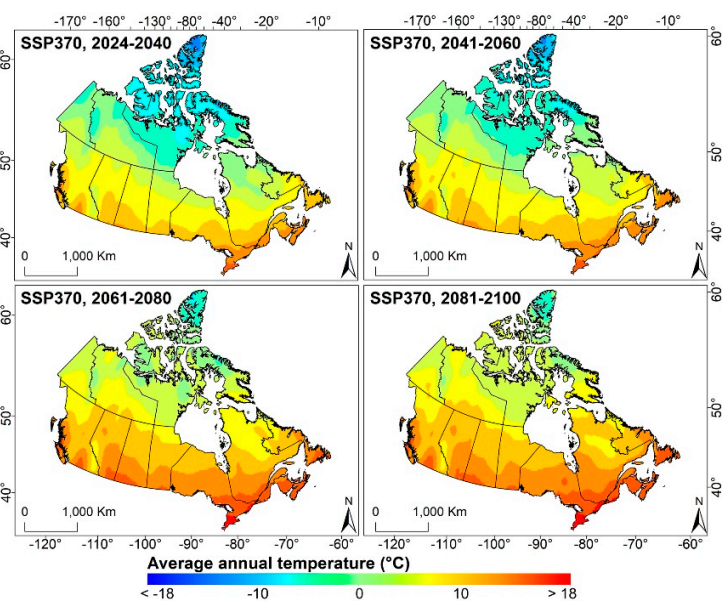 -170° -160° -130° -80° -40° -20° -10°
-170° -160° -130° -80° -40° -20° -10°
SSP370, 2024-2040
SSP370, 2041-2060
60°
60°
50°
50°
40°
40°
N
N
0 1,000 Km
0 1,000 Km
SSP370, 2061-2080
SSP370, 2081-2100
60°
60°
50°
50°
40°
40°
N
N
0 1,000 Km
0 1,000 Km
-120° -110° -100° -90° -80° -70° -60°
-120° -110° -100° -90° -80° -70° -60°
Average annual temperature (°C)
< -18 -10 0 10 > 18